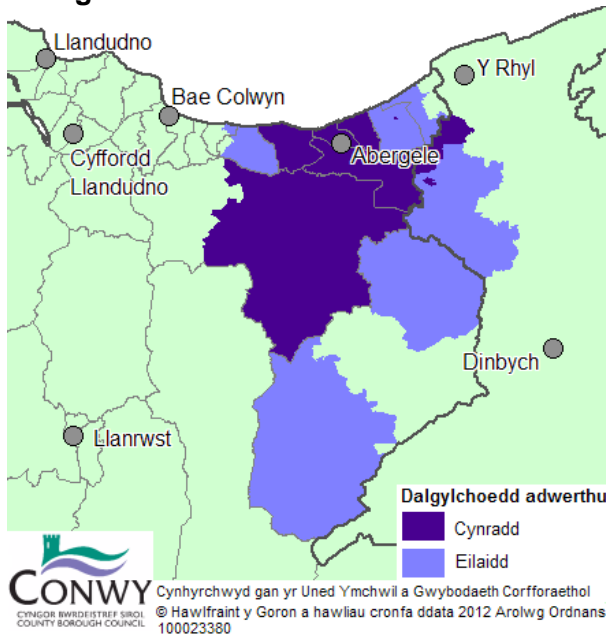 Llandudno
Y Rhyl
Bae Colwyn
Cyffordd
Llandudno
Abergele
Dinbych
Llanrwst
Dalgylchoedd adwerthu
Cynradd
Eilaidd
CONWY
CYNGOR BWRDEISTREF SIROL
COUNTY BOROUGH COUNCIL
Cynhyrchwyd gan yr Uned Ymchwil a Gwybodaeth Corfforaethol
© Hawlfraint y Goron a hawliau cronfa ddata 2012 Arolwg Ordnans
100023380